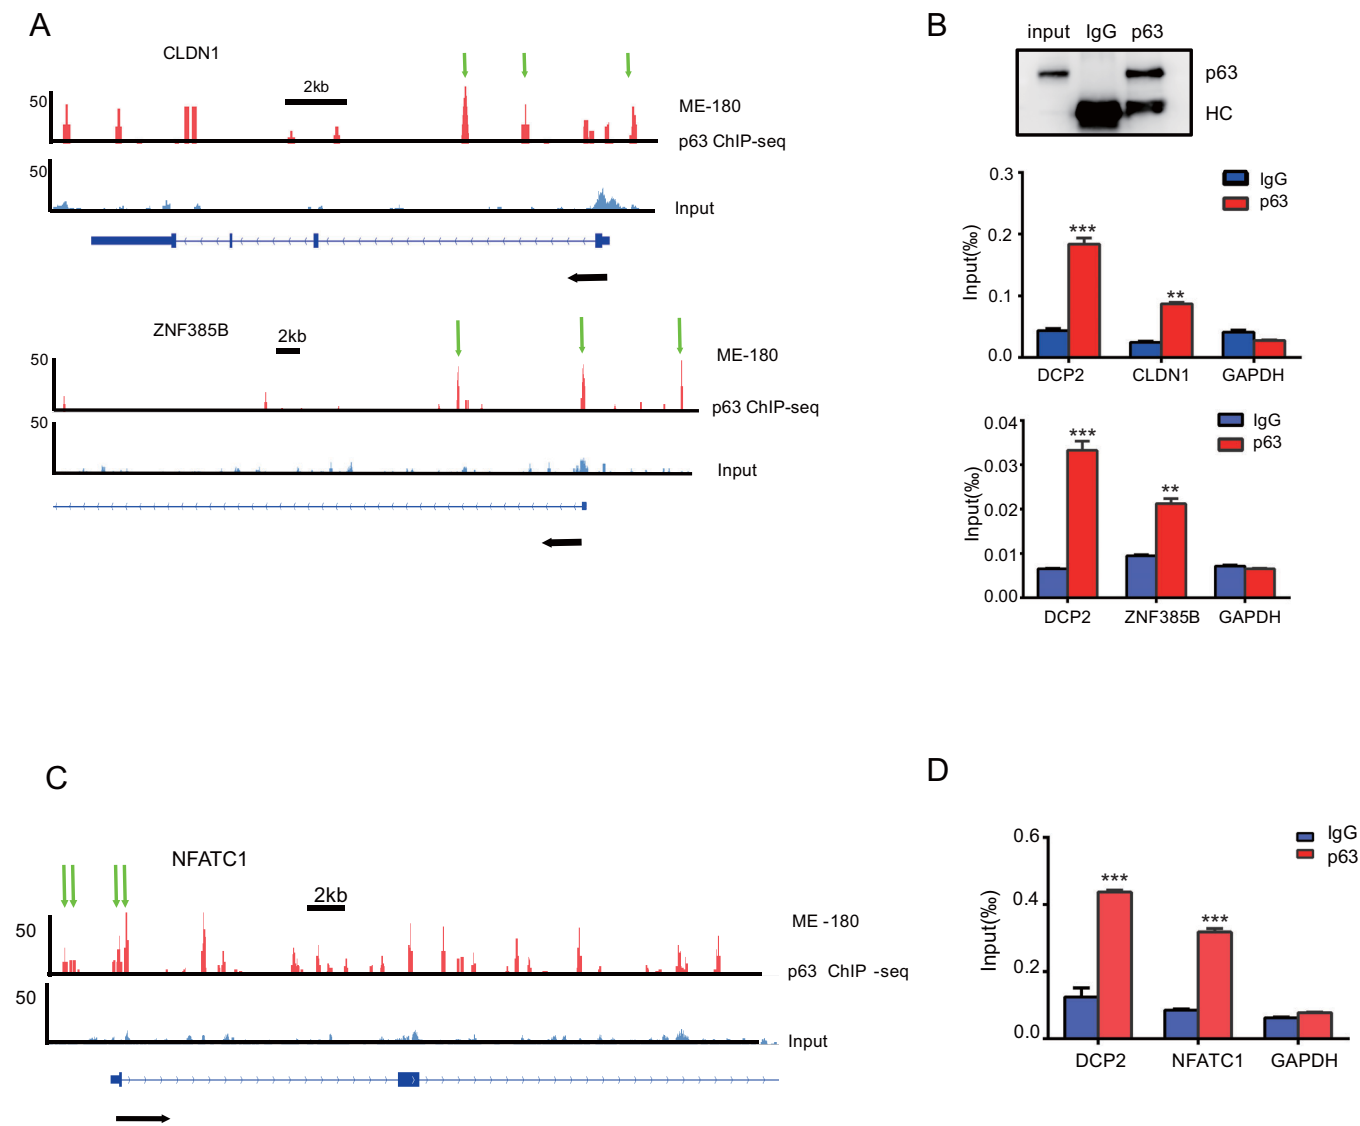 A
CLDN1
2kb
50
ME-180
p63 ChIP-seq
50
Input
ZNF385B
2kb
50
ME-180
p63 ChIP-seq
50
Input
B
input IgG p63
p63
HC
0.3
0.2
0.1
0.0
Input(‰)
IgG
p63
***
**
DCP2 CLDN1 GAPDH
0.04
0.03
0.02
0.01
0.00
Input(‰)
IgG
p63
***
**
DCP2 ZNF385B GAPDH
C
NFATC1
2kb
50
ME -180
p63 ChIP -seq
50
Input
D
0.6
0.4
0.2
0.0
Input(‰)
IgG
p63
***
***
DCP2 NFATC1 GAPDH